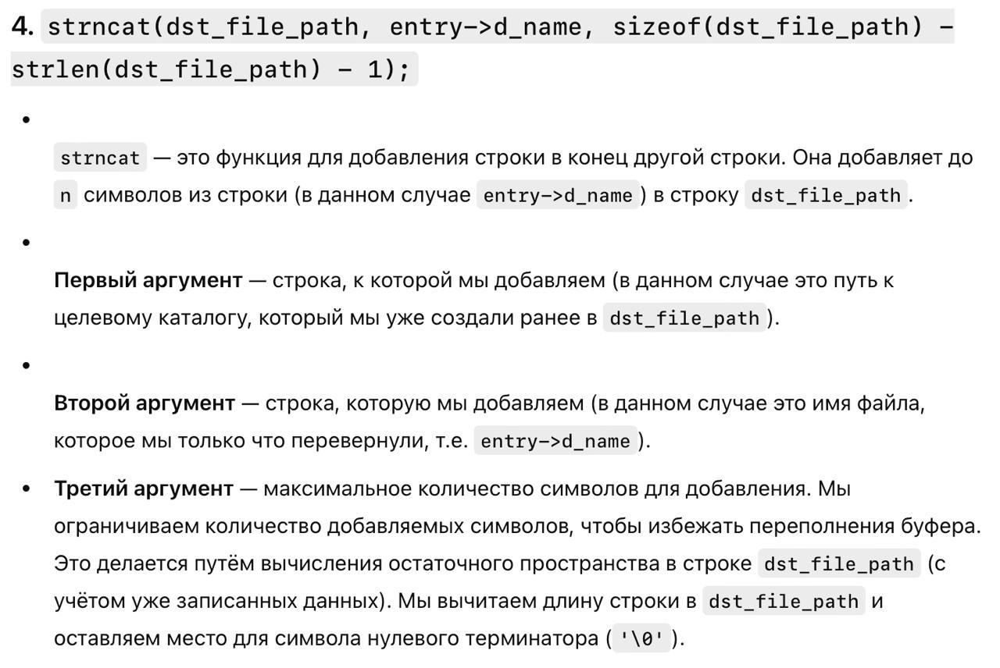 4. strncat(dst_file_path, entry->d_name, sizeof(dst_file_path) -
strlen(dst_file_path) - 1);
•
strncat — это функция для добавления строки в конец другой строки. Она добавляет до
n символов из строки (в данном случае entry->d_name) в строку dst_file_path.
•
Первый аргумент — строка, к которой мы добавляем (в данном случае это путь к
целевому каталогу, который мы уже создали ранее в dst_file_path).
•
Второй аргумент — строка, которую мы добавляем (в данном случае это имя файла,
которое мы только что перевернули, т.е. entry->d_name).
• Третий аргумент — максимальное количество символов для добавления. Мы
ограничиваем количество добавляемых символов, чтобы избежать переполнения буфера.
Это делается путём вычисления остаточного пространства в строке dst_file_path (с
учётом уже записанных данных). Мы вычитаем длину строки в dst_file_path и
оставляем место для символа нулевого терминатора ('\0').